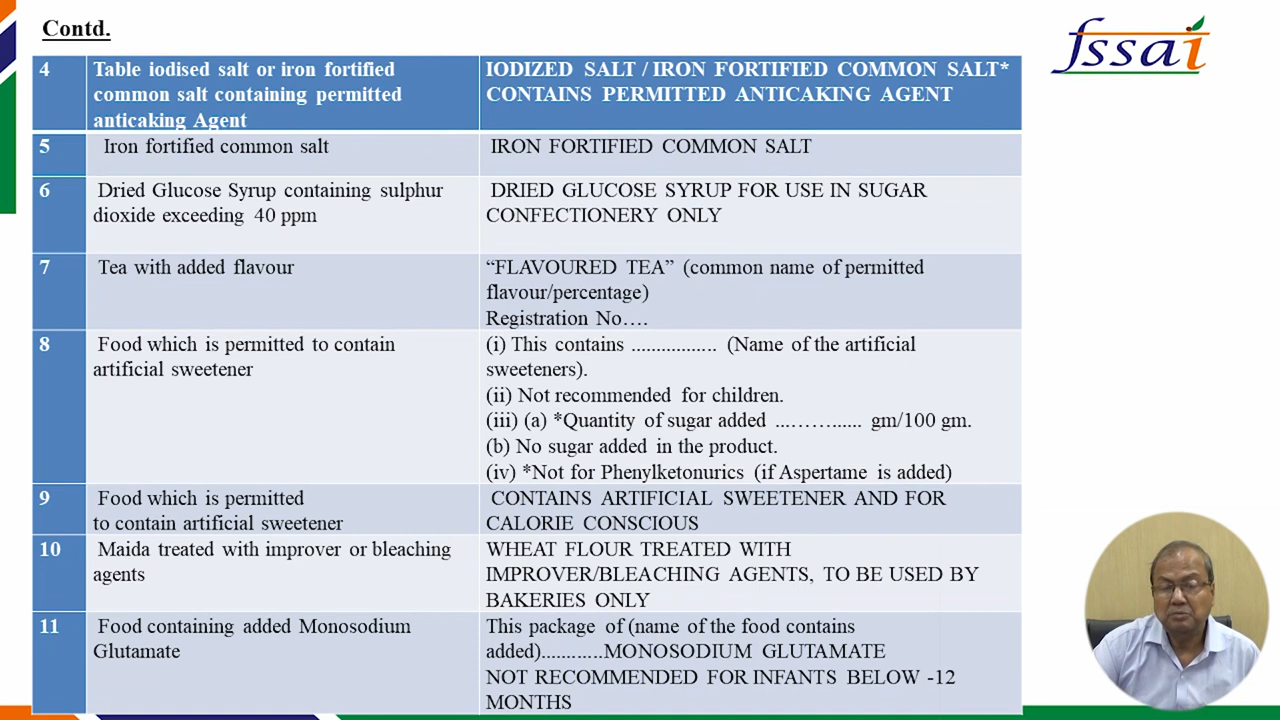 Contd.
fssai
4
Table iodised salt or iron fortified
common salt containing permitted
anticaking Agent
IODIZED SALT / IRON FORTIFIED COMMON SALT*
CONTAINS PERMITTED ANTICAKING AGENT
5
Iron fortified common salt
IRON FORTIFIED COMMON SALT
6
Dried Glucose Syrup containing sulphur
dioxide exceeding 40 ppm
DRIED GLUCOSE SYRUP FOR USE IN SUGAR
CONFECTIONERY ONLY
7
Tea with added flavour
“FLAVOURED TEA” (common name of permitted
flavour/percentage)
Registration No….
8
Food which is permitted to contain
artificial sweetener
(i) This contains ................. (Name of the artificial
sweeteners).
(ii) Not recommended for children.
(iii) (a) *Quantity of sugar added ...……...... gm/100 gm.
(b) No sugar added in the product.
(iv) *Not for Phenylketonurics (if Aspertame is added)
9
Food which is permitted
to contain artificial sweetener
CONTAINS ARTIFICIAL SWEETENER AND FOR
CALORIE CONSCIOUS
10
Maida treated with improver or bleaching
agents
WHEAT FLOUR TREATED WITH
IMPROVER/BLEACHING AGENTS, TO BE USED BY
BAKERIES ONLY
11
Food containing added Monosodium
Glutamate
This package of (name of the food contains
added)............MONOSODIUM GLUTAMATE
NOT RECOMMENDED FOR INFANTS BELOW -12
MONTHS